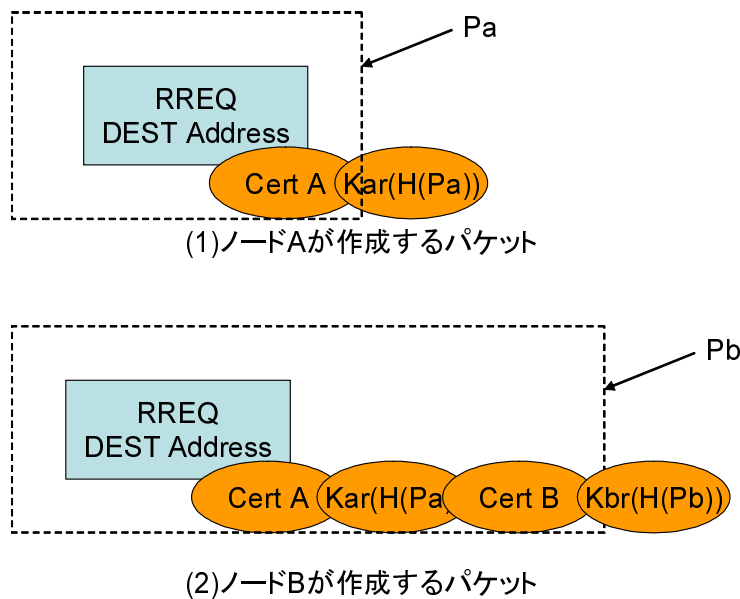 Pa
RREQ
DEST Address
Cert A
Kar(H(Pa))
(1)ノードAが作成するパケット
Pb
RREQ
DEST Address
Cert A
Kar(H(Pa
Cert B
Kbr(H(Pb))
(2)ノードBが作成するパケット